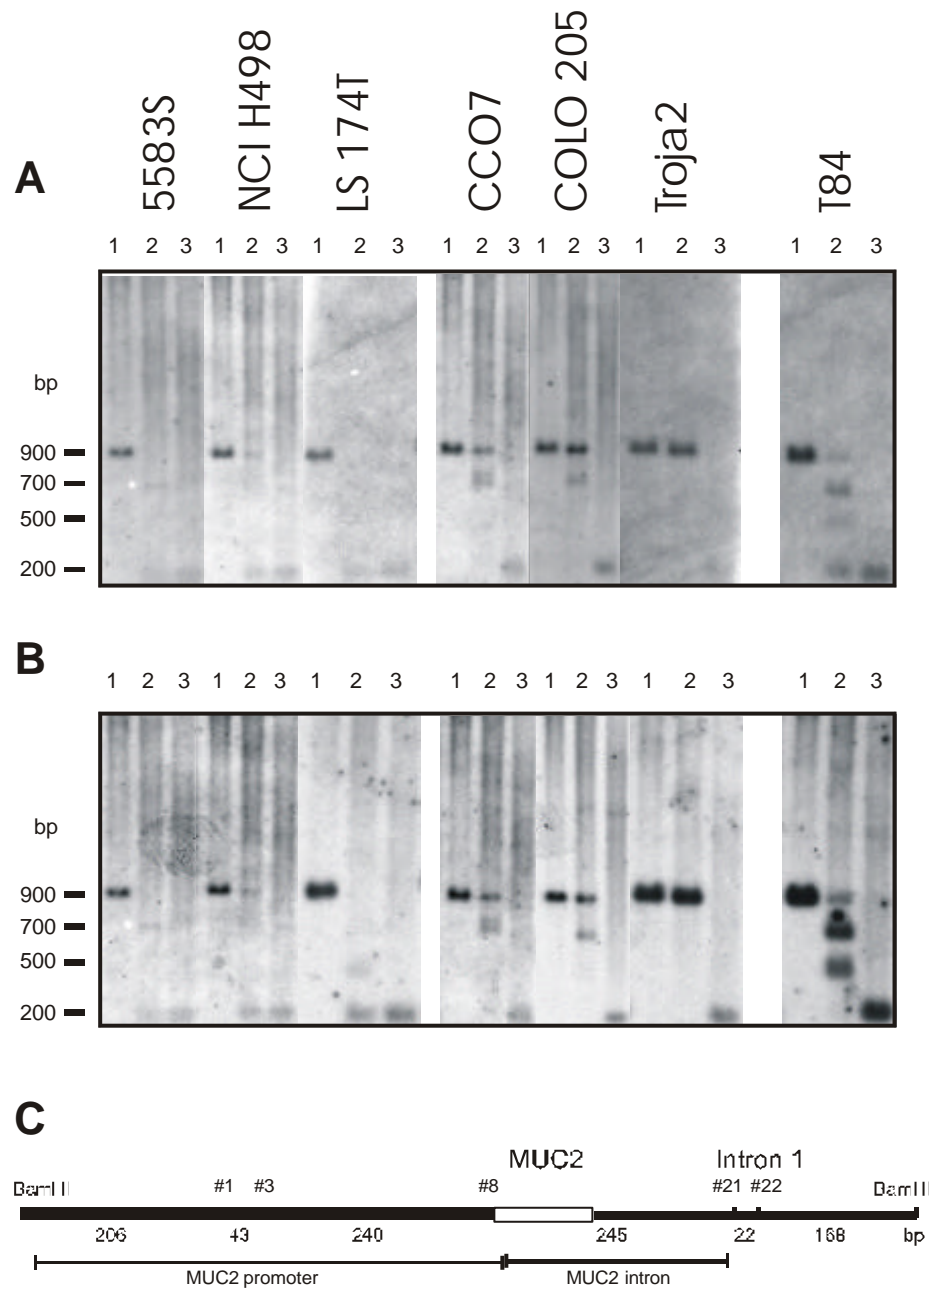 5583S NCI H498 LS 174T CCO7 COLO 205 Troja2 T84
A
1 2 3 1 2 3 1 2 3 1 2 3 1 2 3 1 2 3 1 2 3
bp
900
700
500
200
B
1 2 3 1 2 3 1 2 3 1 2 3 1 2 3 1 2 3 1 2 3
bp
900
700
500
200
C
MUC2 Intron 1
#1 #3 #8 #21 #22
206 43 240 245 22 168 bp
MUC2 promoter MUC2 intron